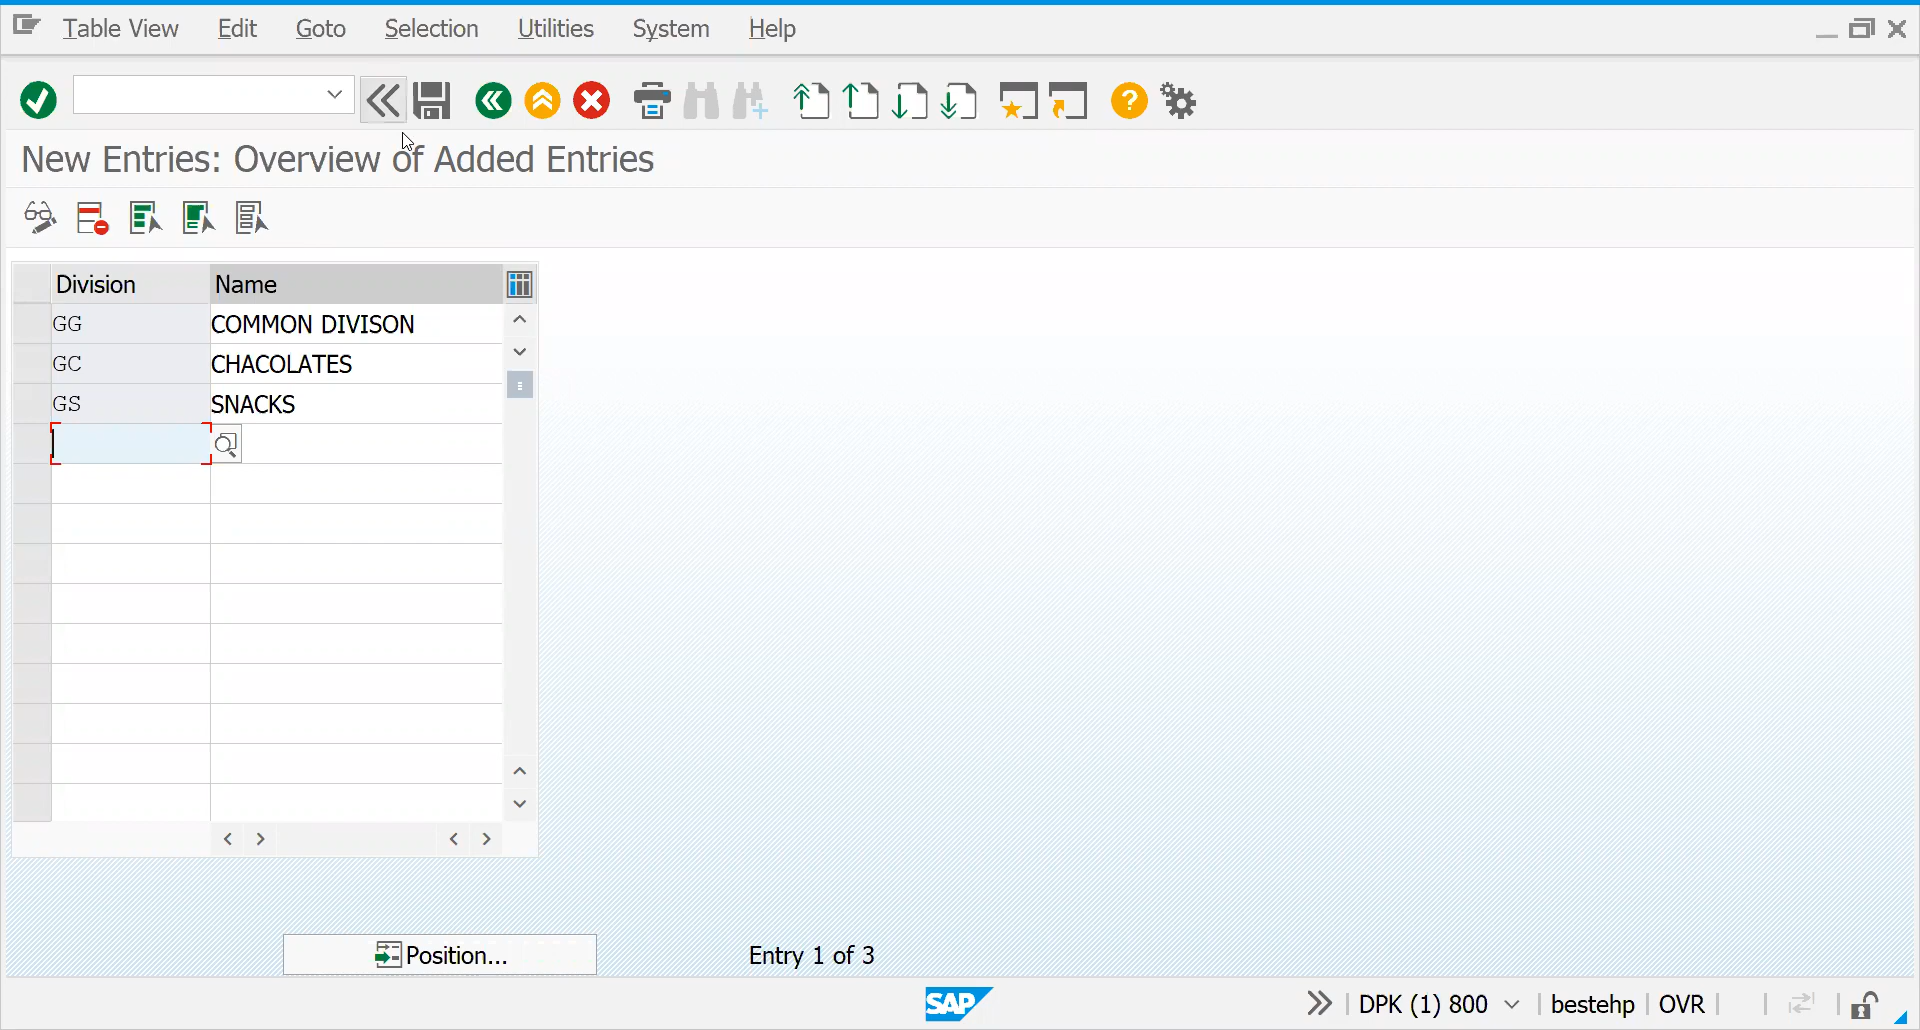 Table View Edit Goto Selection Utilities System Help
New Entries: Overview of Added Entries
Division Name
GG COMMON DIVISON
GC CHACOLATES
GS SNACKS
Position... Entry 1 of 3
SAP DPK (1) 800 bestehp OVR